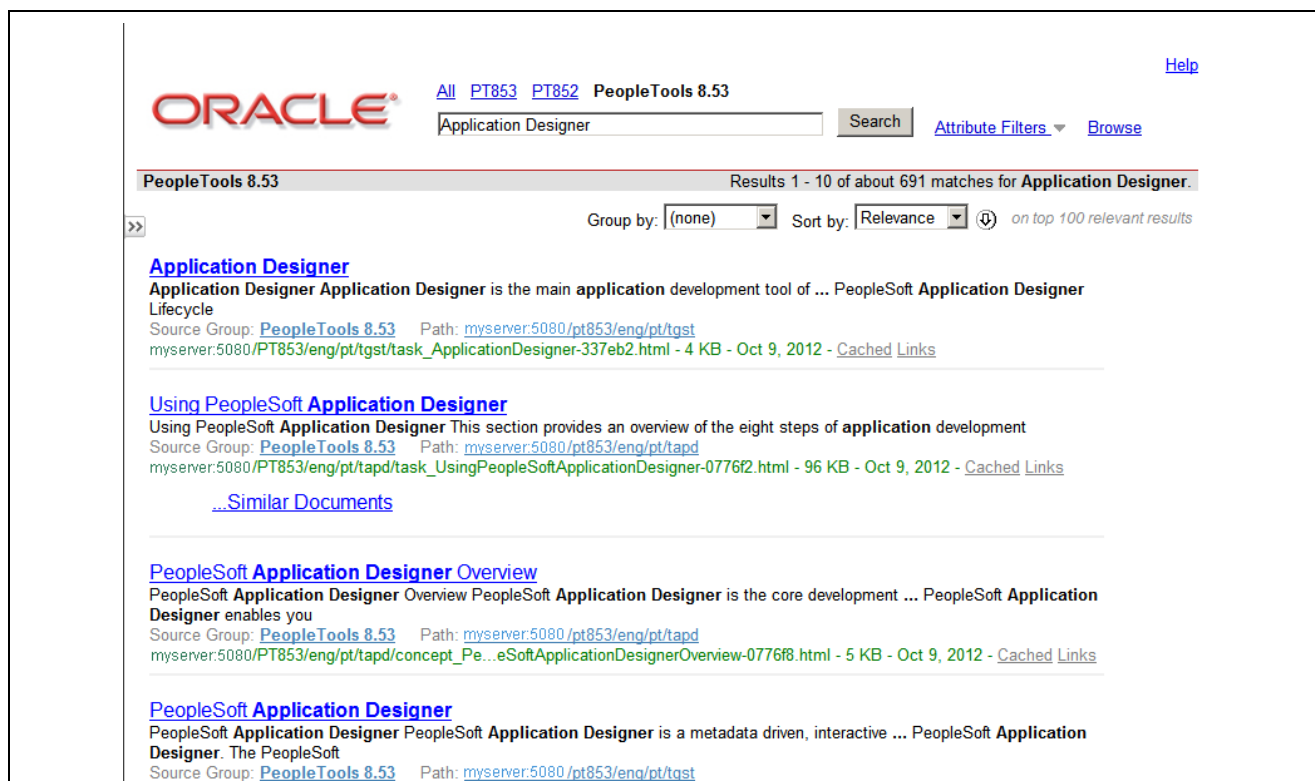 Help
ORACLE®
All PT853 PT852 PeopleTools 8.53
Application Designer Search Attribute Filters Browse
PeopleTools 8.53 Results 1 - 10 of about 691 matches for Application Designer.
>> Group by: (none) Sort by: Relevance on top 100 relevant results
Application Designer
Application Designer Application Designer is the main application development tool of ... PeopleSoft Application Designer
Lifecycle
Source Group: PeopleTools 8.53 Path: myserver:5080/pt853/eng/pt/tgst
myserver:5080/PT853/eng/pt/tgst/task_ApplicationDesigner-337eb2.html - 4 KB - Oct 9, 2012 - Cached Links
Using PeopleSoft Application Designer
Using PeopleSoft Application Designer This section provides an overview of the eight steps of application development
Source Group: PeopleTools 8.53 Path: myserver:5080/pt853/eng/pt/tapd
myserver:5080/PT853/eng/pt/tapd/task_UsingPeopleSoftApplicationDesigner-0776f2.html - 96 KB - Oct 9, 2012 - Cached Links
...Similar Documents
PeopleSoft Application Designer Overview
PeopleSoft Application Designer Overview PeopleSoft Application Designer is the core development ... PeopleSoft Application
Designer enables you
Source Group: PeopleTools 8.53 Path: myserver:5080/pt853/eng/pt/tapd
myserver:5080/PT853/eng/pt/tapd/concept_Pe...eSoftApplicationDesignerOverview-0776f8.html - 5 KB - Oct 9, 2012 - Cached Links
PeopleSoft Application Designer
PeopleSoft Application Designer PeopleSoft Application Designer is a metadata driven, interactive ... PeopleSoft Application
Designer. The PeopleSoft
Source Group: PeopleTools 8.53 Path: myserver:5080/pt853/eng/pt/tgst